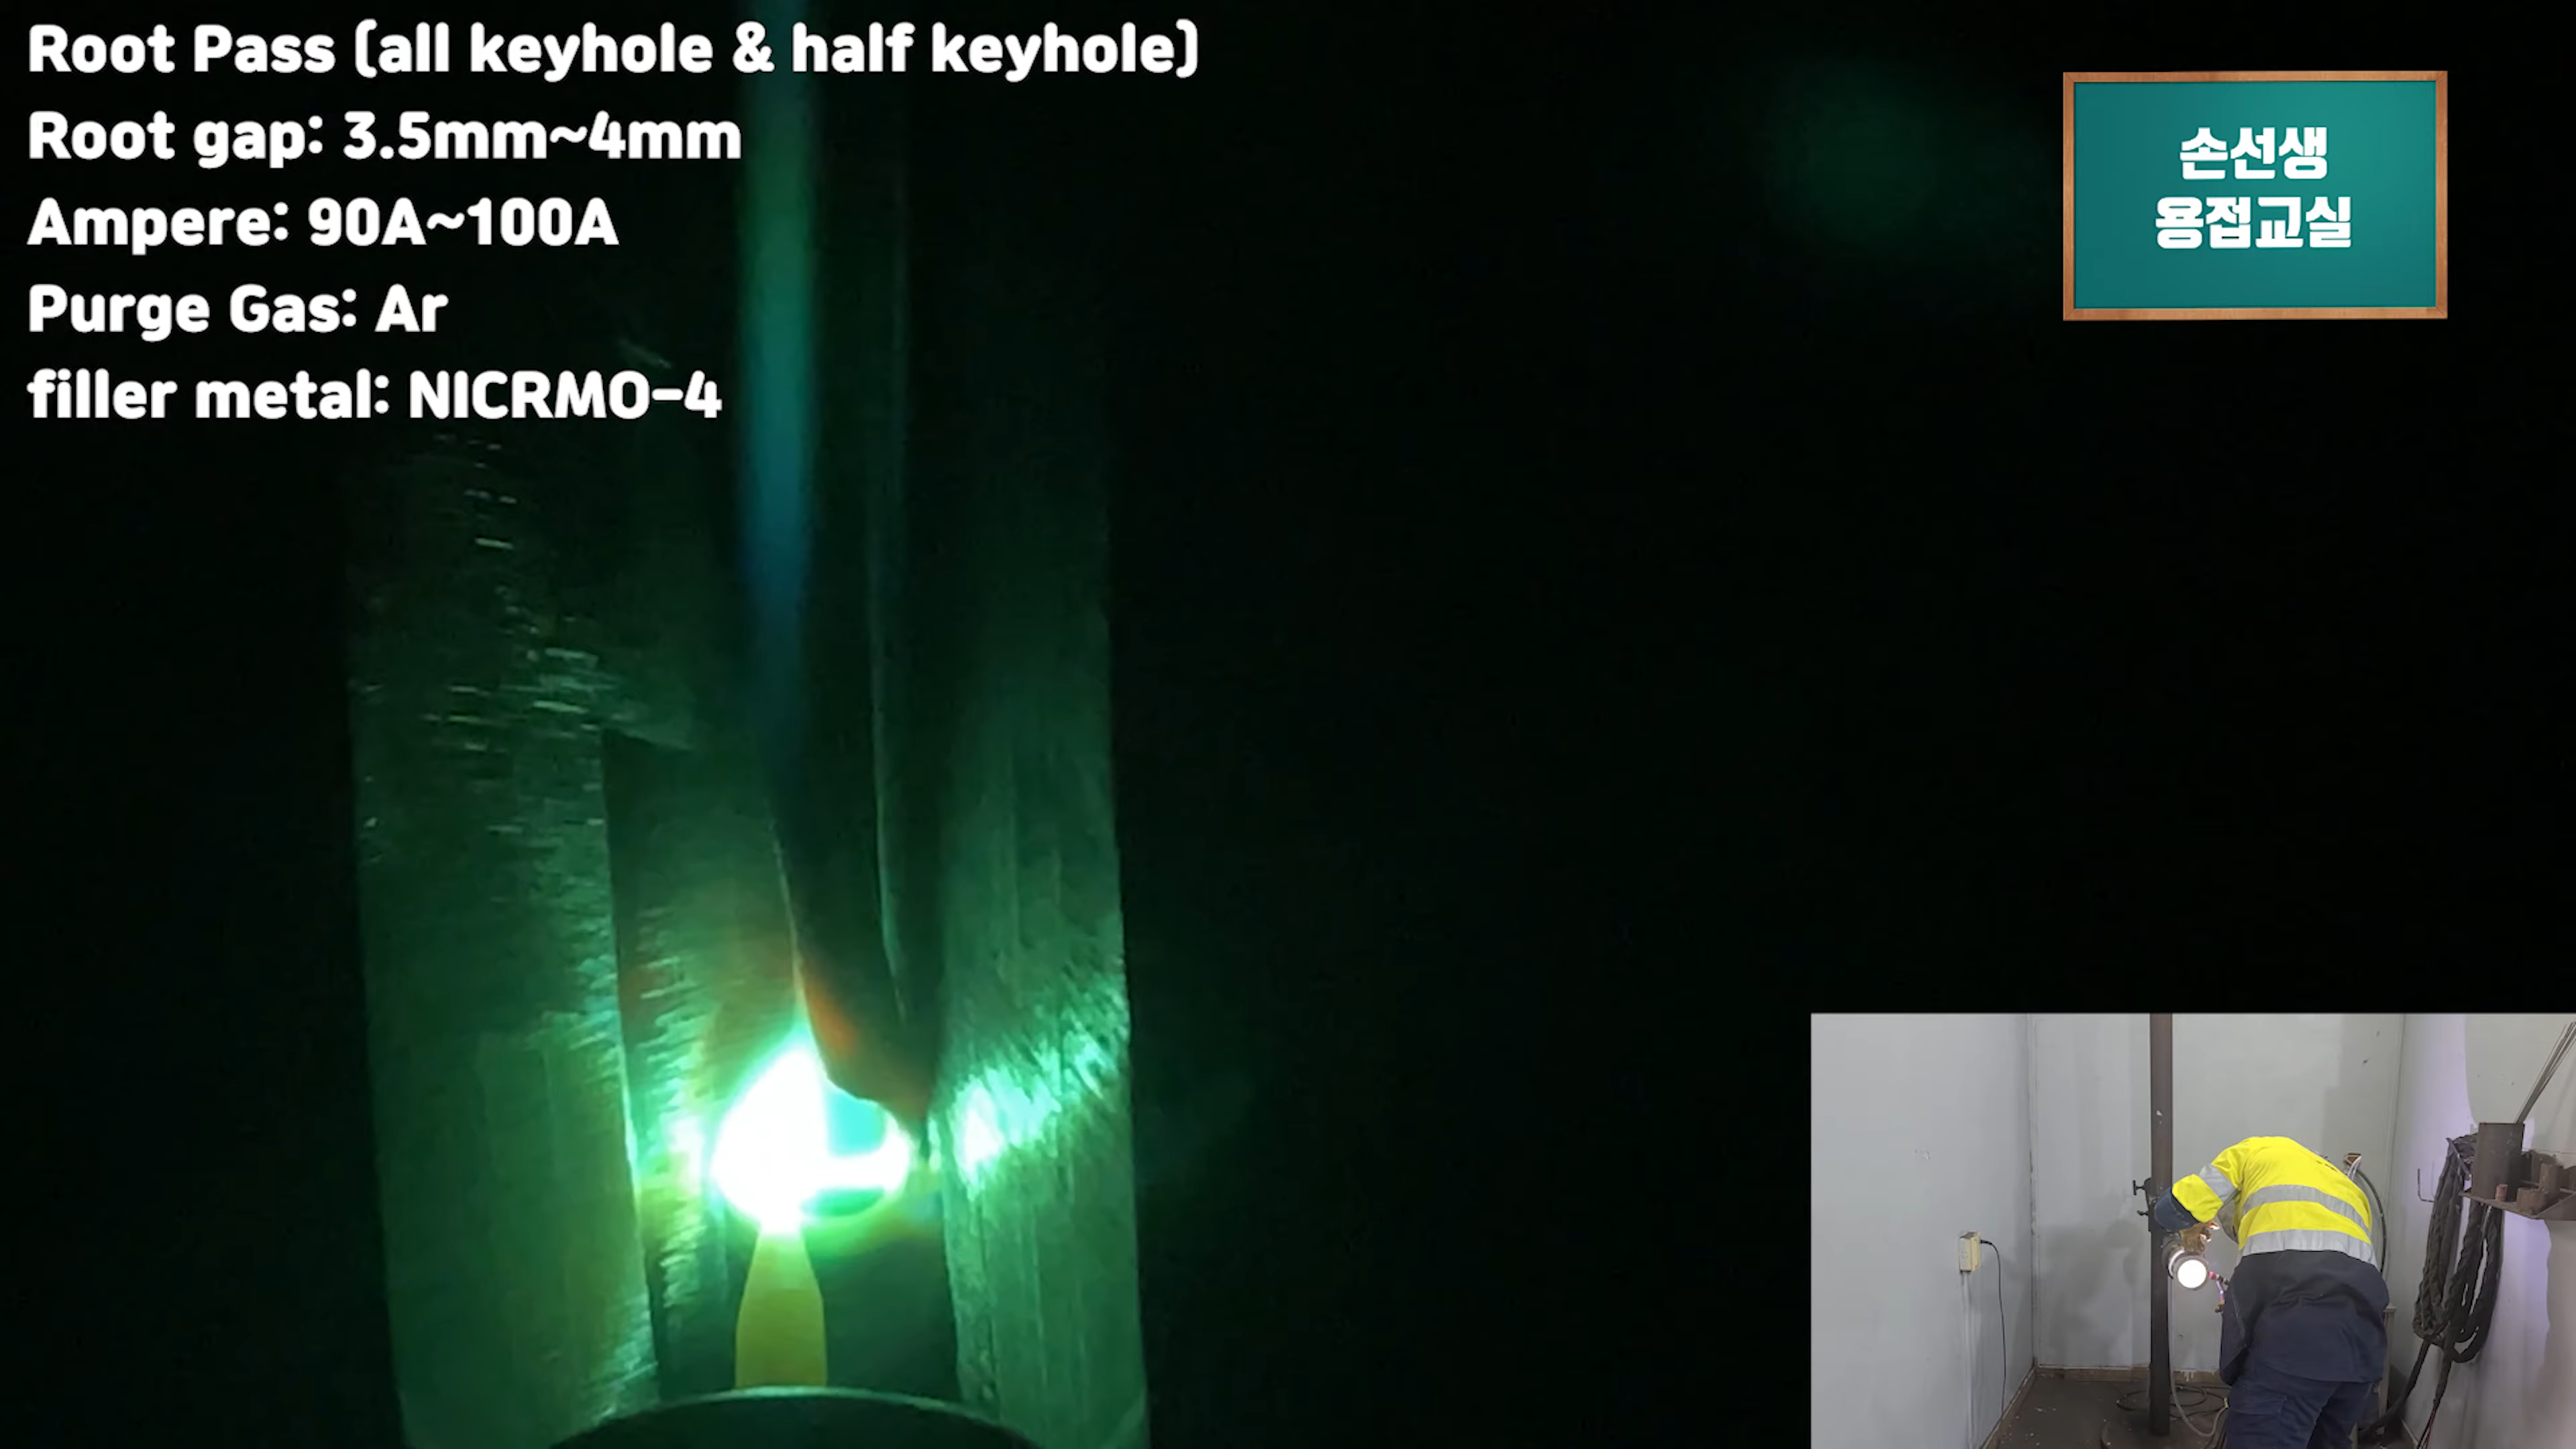 Root Pass (all keyhole & half keyhole)
Root gap: 3.5mm~4mm
Ampere: 90A~100A
Purge Gas: Ar
filler metal: NICRMO-4
손선생
용접교실